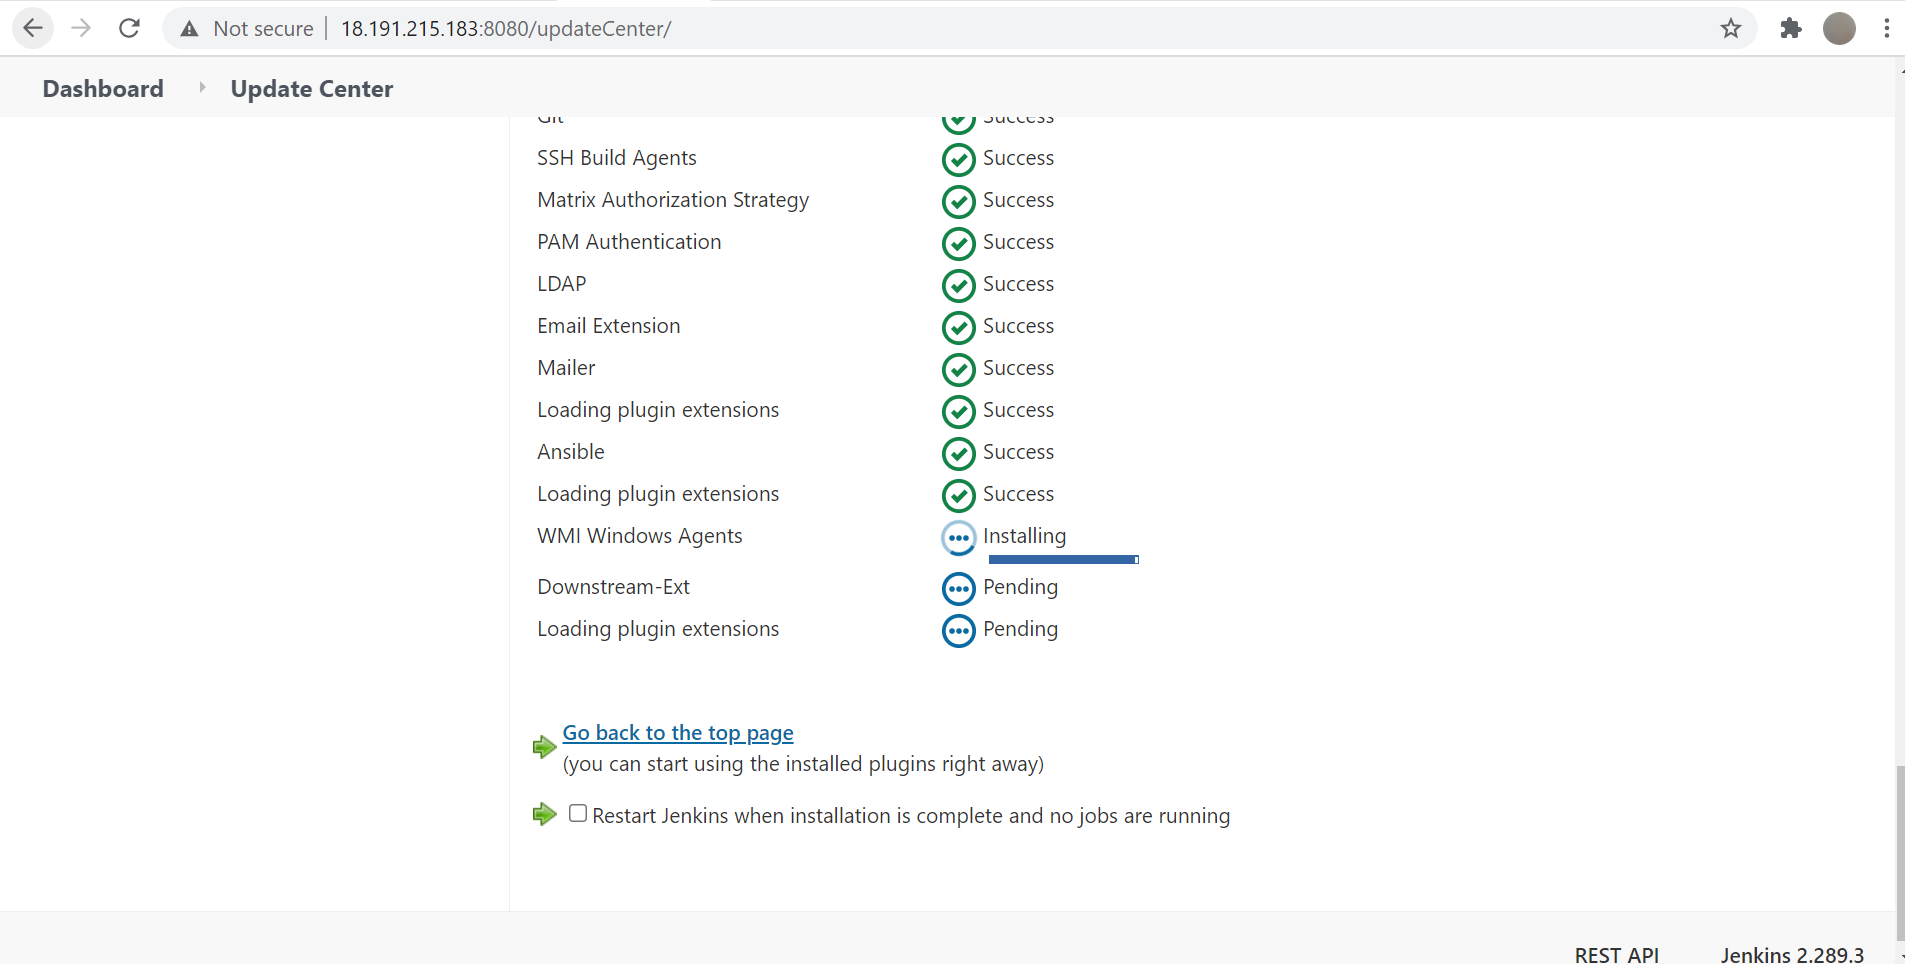 Not secure | 18.191.215.183:8080/updateCenter/
Dashboard Update Center
Git Success
SSH Build Agents Success
Matrix Authorization Strategy Success
PAM Authentication Success
LDAP Success
Email Extension Success
Mailer Success
Loading plugin extensions Success
Ansible Success
Loading plugin extensions Success
WMI Windows Agents Installing
Downstream-Ext Pending
Loading plugin extensions Pending
Go back to the top page
(you can start using the installed plugins right away)
Restart Jenkins when installation is complete and no jobs are running
REST API Jenkins 2.289.3